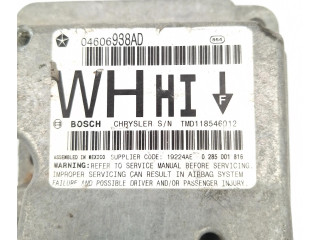 04606938AD
WH HI F
BOSCH CHRYSLER S/N TMD118546012
ASSEMBLED IN MEXICO SUPPLIER CODE: 19224AE 0 285 001 816
WARNING: REFER TO SERVICE MANUAL BEFORE SERVICING.
IMPROPER SERVICING CAN RESULT IN AIRBAG SYSTEM
FAILURE AND POSSIBLE DRIVER AND/OR PASSENGER INJURY